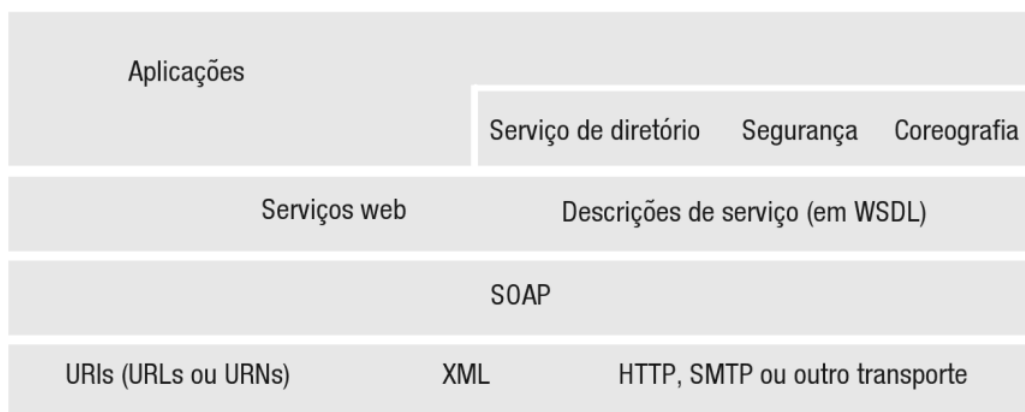 Aplicações
Serviço de diretório Segurança Coreografia
Serviços web Descrições de serviço (em WSDL)
SOAP
URIs (URLs ou URNs) XML HTTP, SMTP ou outro transporte